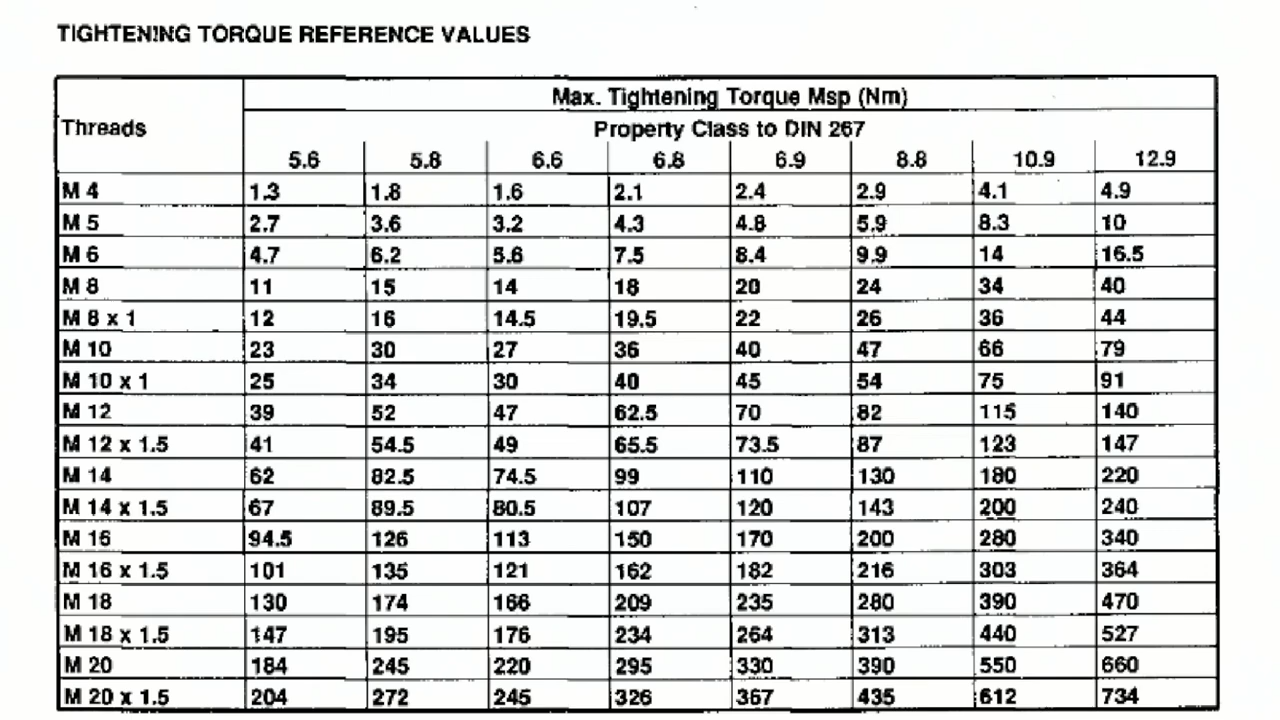 TIGHTENING TORQUE REFERENCE VALUES
Max. Tightening Torque Msp (Nm)
Threads
Property Class to DIN 267
5.6 5.8 6.6 6.8 6.9 8.8 10.9 12.9
M 4 1.3 1.8 1.6 2.1 2.4 2.9 4.1 4.9
M 5 2.7 3.6 3.2 4.3 4.8 5.9 8.3 10
M 6 4.7 6.2 5.6 7.5 8.4 9.9 14 16.5
M 8 11 15 14 18 20 24 34 40
M 8 x 1 12 16 14.5 19.5 22 26 36 44
M 10 23 30 27 36 40 47 66 79
M 10 x 1 25 34 30 40 45 54 75 91
M 12 39 52 47 62.5 70 82 115 140
M 12 x 1.5 41 54.5 49 65.5 73.5 87 123 147
M 14 62 82.5 74.5 99 110 130 180 220
M 14 x 1.5 67 89.5 80.5 107 120 143 200 240
M 16 94.5 126 113 150 170 200 280 340
M 16 x 1.5 101 135 121 162 182 216 303 364
M 18 130 174 166 209 235 280 390 470
M 18 x 1.5 147 195 176 234 264 313 440 527
M 20 184 245 220 295 330 390 550 660
M 20 x 1.5 204 272 245 326 367 435 612 734